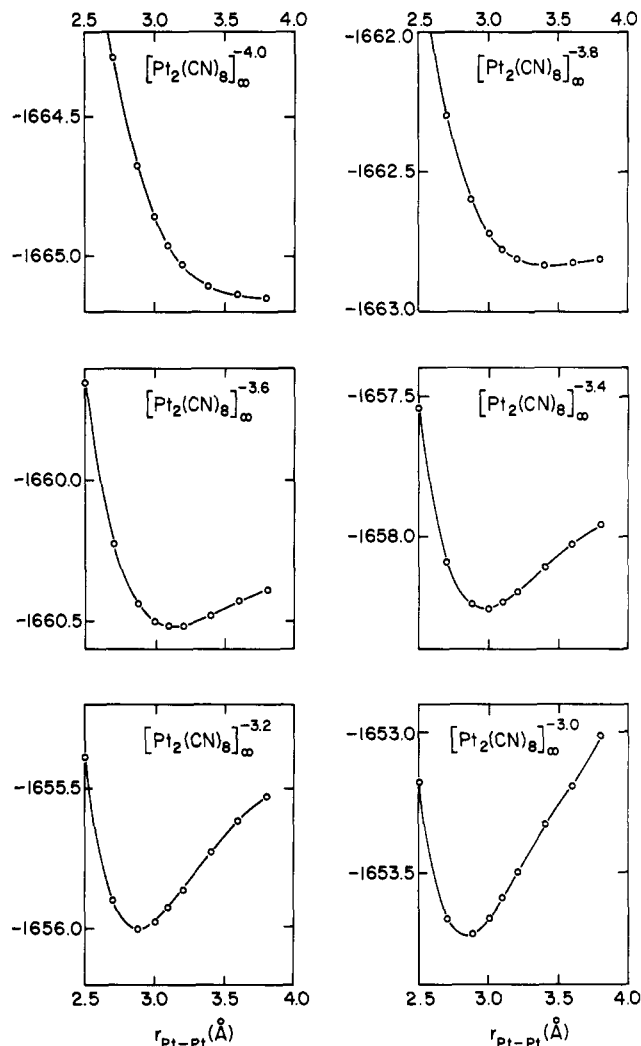 2.5 3.0 3.5 4.0
2.5 3.0 3.5 4.0
[Pt₂(CN)₈]∞⁻⁴·⁰
-1664.5
-1665.0
[Pt₂(CN)₈]∞⁻³·⁸
-1662.0
-1662.5
-1663.0
[Pt₂(CN)₈]∞⁻³·⁶
-1660.0
-1660.5
[Pt₂(CN)₈]∞⁻³·⁴
-1657.5
-1658.0
[Pt₂(CN)₈]∞⁻³·²
-1655.5
-1656.0
2.5 3.0 3.5 4.0
r Pt-Pt (Å)
[Pt₂(CN)₈]∞⁻³·⁰
-1653.0
-1653.5
2.5 3.0 3.5 4.0
r Pt-Pt (Å)